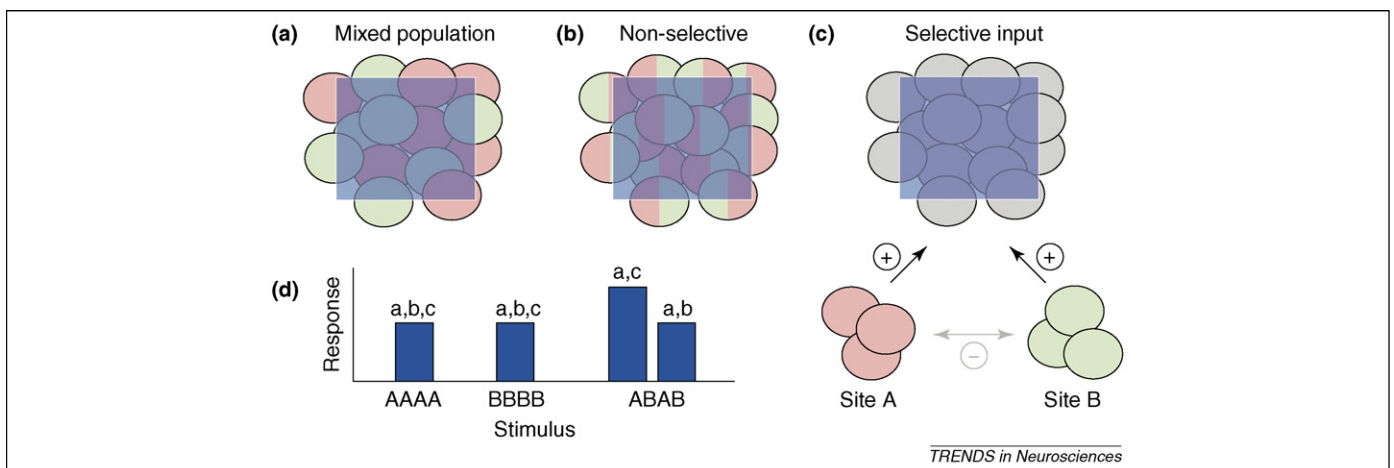 (a) Mixed population
(b) Non-selective
(c) Selective input
(d)
Response
a,b,c
a,b,c
a,c
a,b
AAAA
BBBB
ABAB
Stimulus
+
+
−
Site A
Site B
TRENDS in Neurosciences